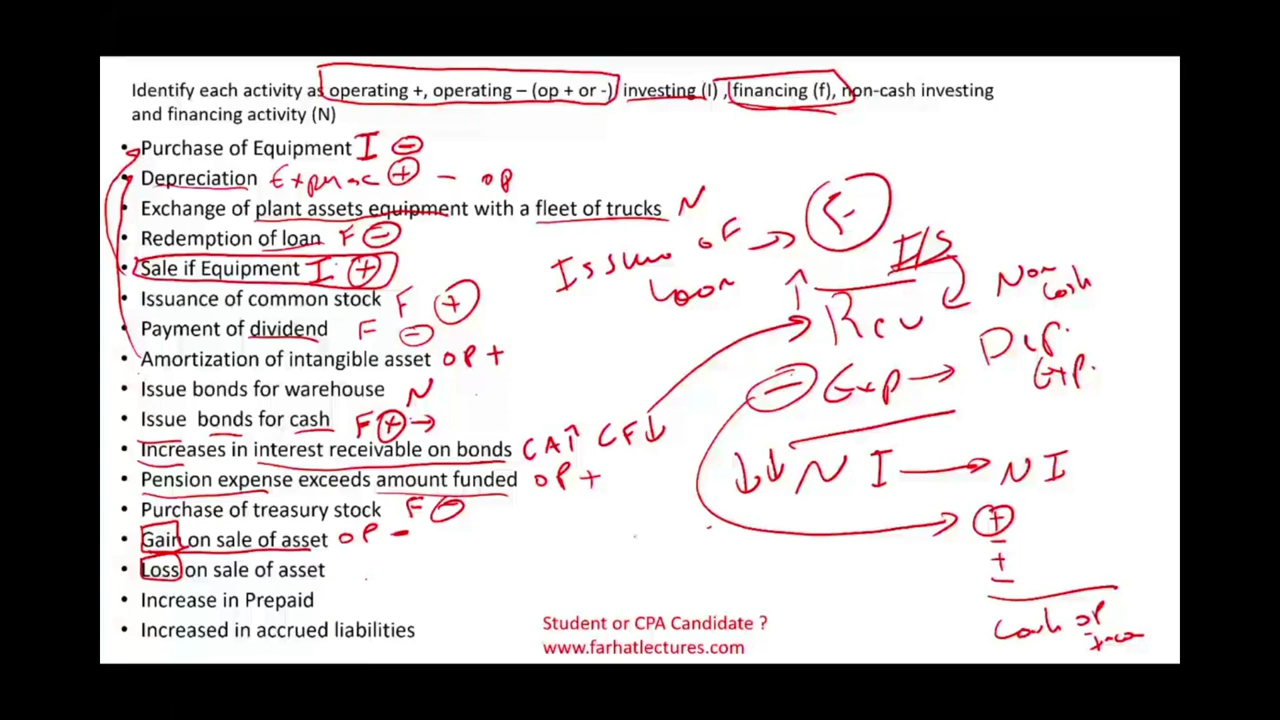 Identify each activity as operating +, operating – (op + or -) investing (I) ,financing (f), non-cash investing
and financing activity (N)
• Purchase of Equipment I -
• Depreciation Expense + - op
• Exchange of plant assets equipment with a fleet of trucks N
• Redemption of loan F -
• Sale if Equipment I +
• Issuance of common stock F +
• Payment of dividend F -
• Amortization of intangible asset OP +
• Issue bonds for warehouse N
• Issue bonds for cash F + →
• Increases in interest receivable on bonds CA↑ CF↓
• Pension expense exceeds amount funded OP +
• Purchase of treasury stock F -
• Gain on sale of asset OP -
• Loss on sale of asset
• Increase in Prepaid
• Increased in accrued liabilities
Issue of → F
Loan
I/S
↑ Rev
Non
Cash
- Exp → Dep.
Exp.
↓↓ N I → N I
+
-
+
-
Cash OP
Student or CPA Candidate ?
www.farhatlectures.com